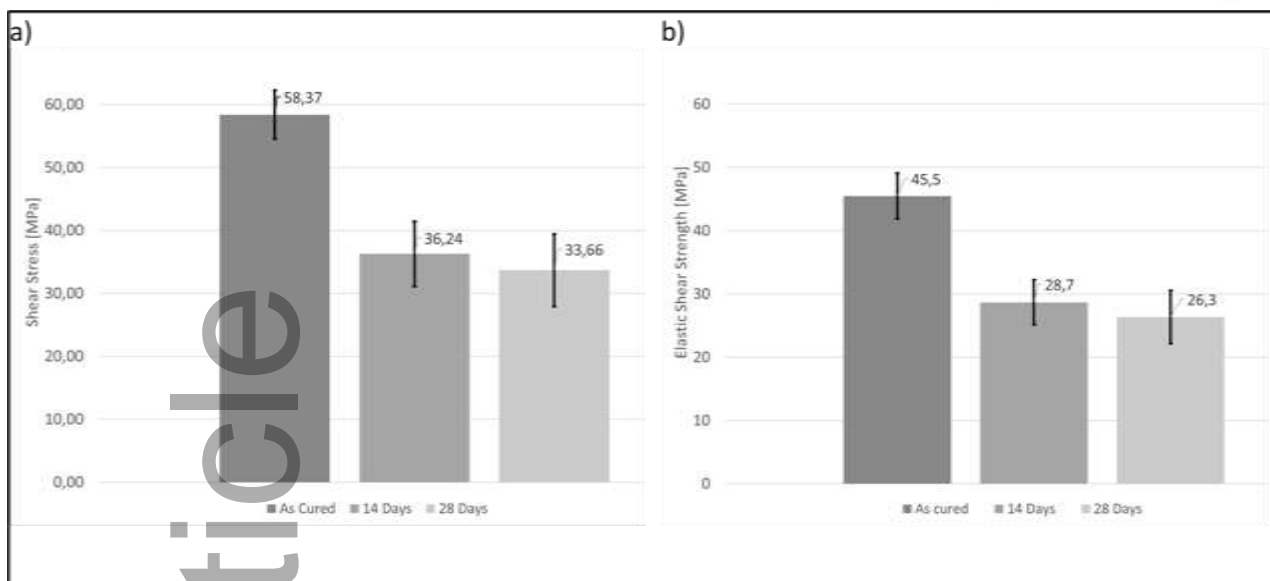 a)
Shear Stress [MPa]
60,00
50,00
40,00
30,00
20,00
10,00
0,00
58,37
36,24
33,66
As Cured 14 Days 28 Days
b)
Elastic Shear Strength [MPa]
60
50
40
30
20
10
0
45,5
28,7
26,3
As cured 14 Days 28 Days
ticle